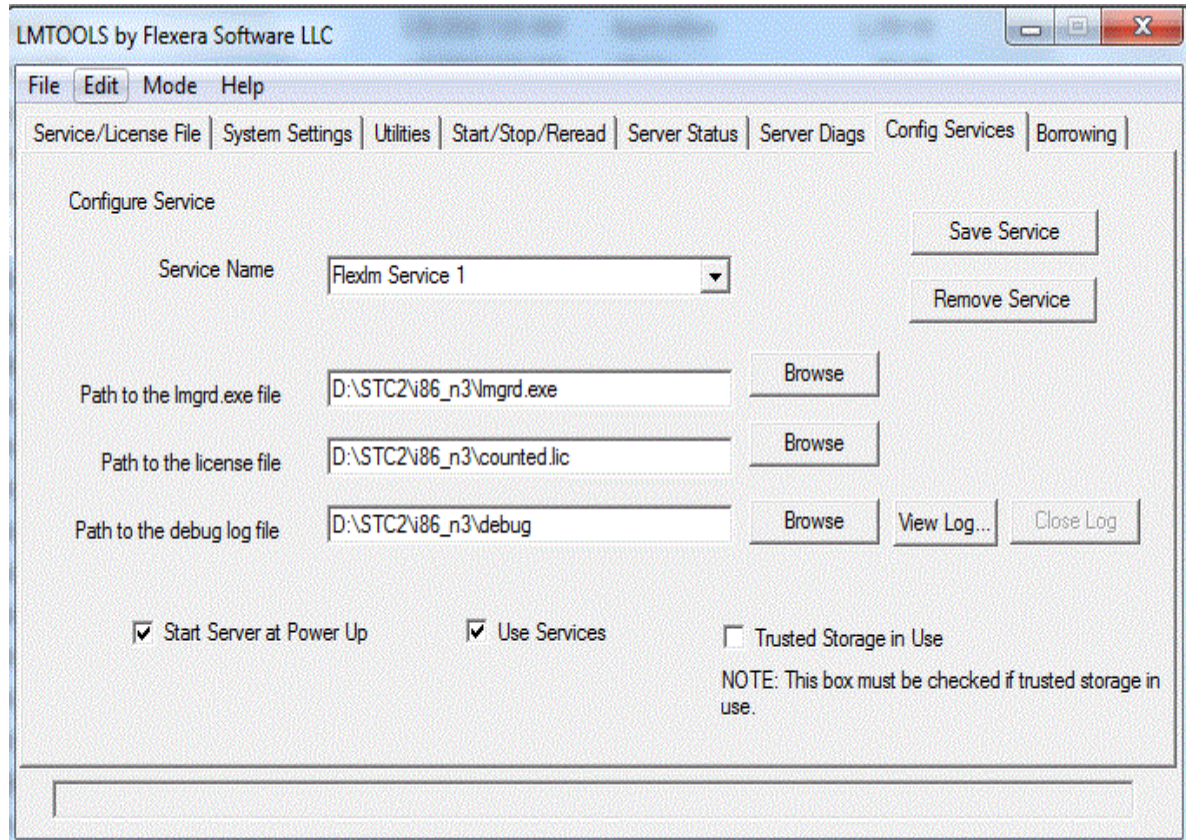 LMTOOLS by Flexera Software LLC
File Edit Mode Help
Service/License File System Settings Utilities Start/Stop/Reread Server Status Server Diags Config Services Borrowing
Configure Service
Save Service
Service Name Flexlm Service 1
Remove Service
Path to the lmgrd.exe file D:\STC2\i86_n3\lmgrd.exe Browse
Path to the license file D:\STC2\i86_n3\counted.lic Browse
Path to the debug log file D:\STC2\i86_n3\debug Browse View Log... Close Log
Start Server at Power Up Use Services Trusted Storage in Use
NOTE: This box must be checked if trusted storage in
use.